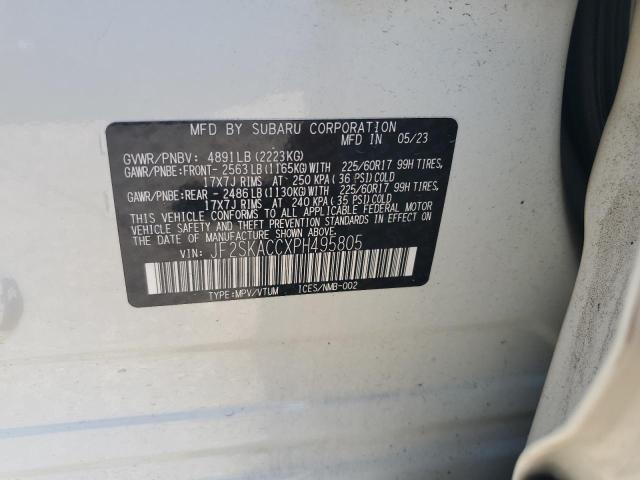 MFD BY SUBARU CORPORATION
MFD IN 05/23
GVWR/PNBV: 4891LB(2223KG)
GAWR/PNBE:FRONT- 2563LB(1165KG)WITH 225/60R17 99H TIRES,
17X7J RIMS AT 250 KPA(36 PSI)COLD
GAWR/PNBE:REAR - 2486LB(1130KG)WITH 225/60R17 99H TIRES,
17X7J RIMS AT 240 KPA(35 PSI)COLD
THIS VEHICLE CONFORMS TO ALL APPLICABLE FEDERAL MOTOR
VEHICLE SAFETY STANDARDS IN EFFECT ON THE DATE
OF MANUFACTURE SHOWN ABOVE.
VIN: JF2SKACCXPH495805
TYPE:MPV/VTUM ICES/NMB-002